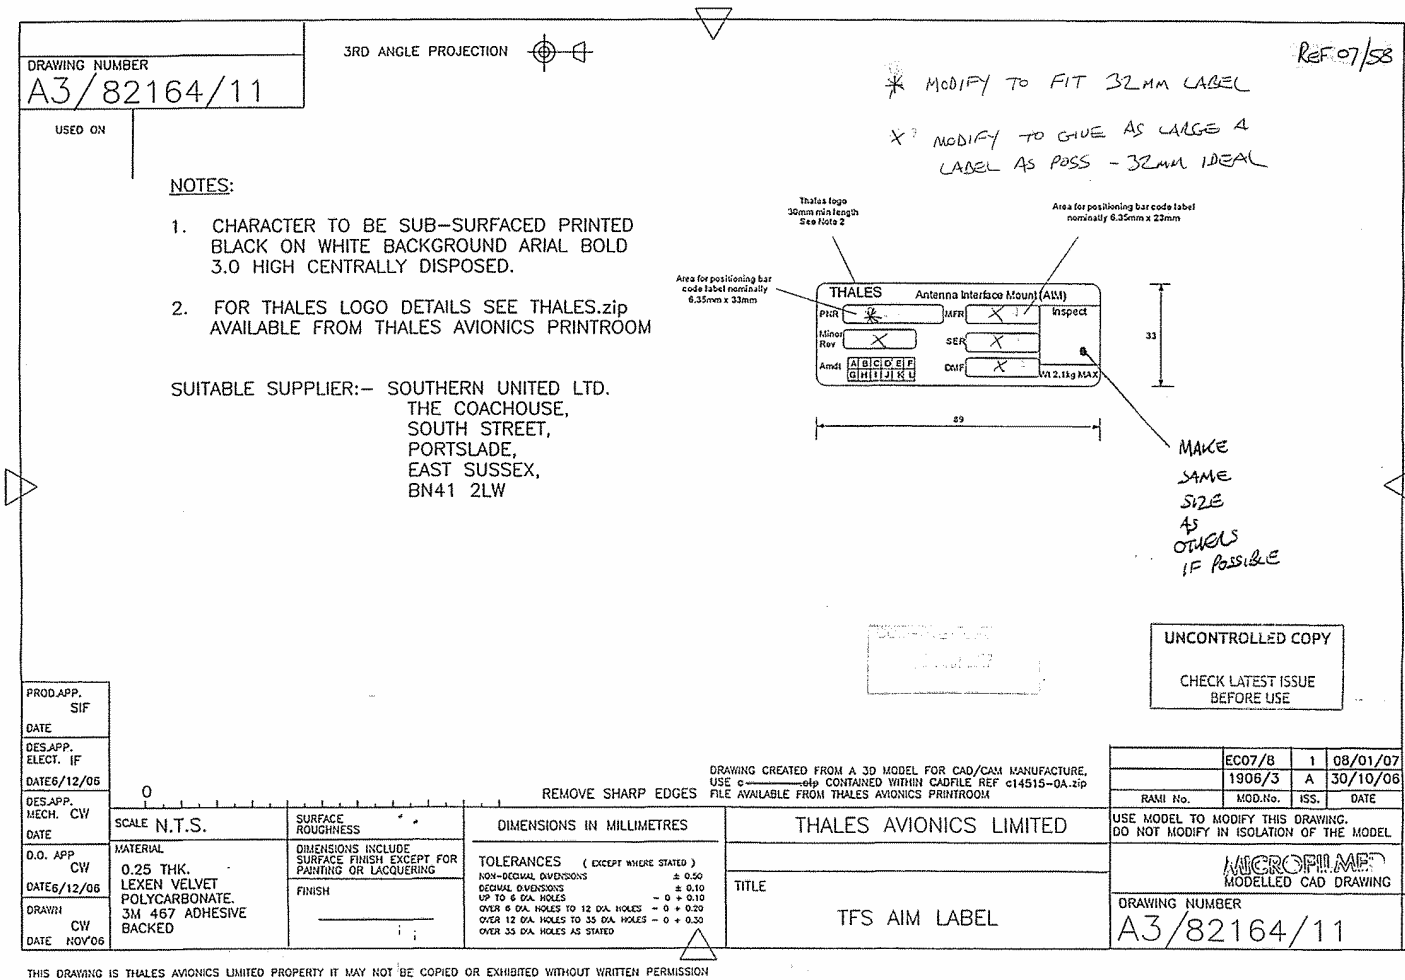 3RD ANGLE PROJECTION
DRAWING NUMBER
A3/82164/11
USED ON
REF 07/58
* MODIFY TO FIT 32MM LABEL
X MODIFY TO GIVE AS LARGE A
LABEL AS POSS - 32MM IDEAL
NOTES:
1. CHARACTER TO BE SUB-SURFACED PRINTED
BLACK ON WHITE BACKGROUND ARIAL BOLD
3.0 HIGH CENTRALLY DISPOSED.
2. FOR THALES LOGO DETAILS SEE THALES.zip
AVAILABLE FROM THALES AVIONICS PRINTROOM
SUITABLE SUPPLIER:- SOUTHERN UNITED LTD.
THE COACHOUSE,
SOUTH STREET,
PORTSLADE,
EAST SUSSEX,
BN41 2LW
Thales logo
30mm min length
See Note 2
Area for positioning bar code label
nominally 6.35mm x 23mm
Area for positioning bar
code label nominally
6.35mm x 33mm
THALES
Antenna Interface Mount (AIM)
PNR
*
MFR
X
Inspect
Minor
Rev
X
SER
X
Amdt
A B C D E F
G H I J K L
DMF
X
Wt 2.1kg MAX
33
89
MAKE
SAME
SIZE
AS
OTHERS
IF POSSIBLE
UNCONTROLLED COPY
CHECK LATEST ISSUE
BEFORE USE
PROD.APP.
SIF
DATE
DES.APP.
ELECT. IF
DATE6/12/06
DES.APP.
MECH. CW
DATE
D.O. APP
CW
DATE6/12/06
DRAWN
CW
DATE NOV'06
0
REMOVE SHARP EDGES
DRAWING CREATED FROM A 3D MODEL FOR CAD/CAM MANUFACTURE,
USE c CONTAINED WITHIN CADFILE REF c14515-0A.zip
FILE AVAILABLE FROM THALES AVIONICS PRINTROOM
EC07/8 1 08/01/07
1906/3 A 30/10/06
RAMI No. MOD.No. ISS. DATE
SCALE N.T.S.
MATERIAL
0.25 THK.
LEXEN VELVET
POLYCARBONATE.
3M 467 ADHESIVE
BACKED
SURFACE
ROUGHNESS
DIMENSIONS INCLUDE
SURFACE FINISH EXCEPT FOR
PAINTING OR LACQUERING
FINISH
DIMENSIONS IN MILLIMETRES
TOLERANCES ( EXCEPT WHERE STATED )
NON-DECIMAL DIMENSIONS ± 0.50
DECIMAL DIMENSIONS ± 0.10
UP TO 6 DIA. HOLES - 0 + 0.10
OVER 6 DIA. HOLES TO 12 DIA. HOLES - 0 + 0.20
OVER 12 DIA. HOLES TO 35 DIA. HOLES - 0 + 0.30
OVER 35 DIA. HOLES AS STATED
THALES AVIONICS LIMITED
TITLE
TFS AIM LABEL
USE MODEL TO MODIFY THIS DRAWING.
DO NOT MODIFY IN ISOLATION OF THE MODEL
MICROFILMED
MODELLED CAD DRAWING
DRAWING NUMBER
A3/82164/11
THIS DRAWING IS THALES AVIONICS LIMITED PROPERTY IT MAY NOT BE COPIED OR EXHIBITED WITHOUT WRITTEN PERMISSION